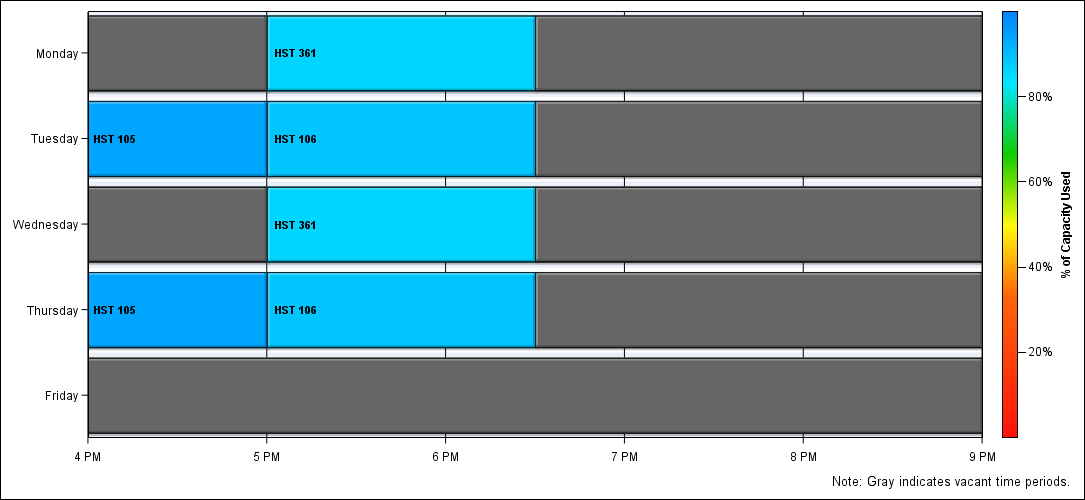 Monday
HST 361
Tuesday
HST 105
HST 106
Wednesday
HST 361
Thursday
HST 105
HST 106
Friday
4 PM
5 PM
6 PM
7 PM
8 PM
9 PM
80%
60%
40%
20%
% of Capacity Used
Note: Gray indicates vacant time periods.